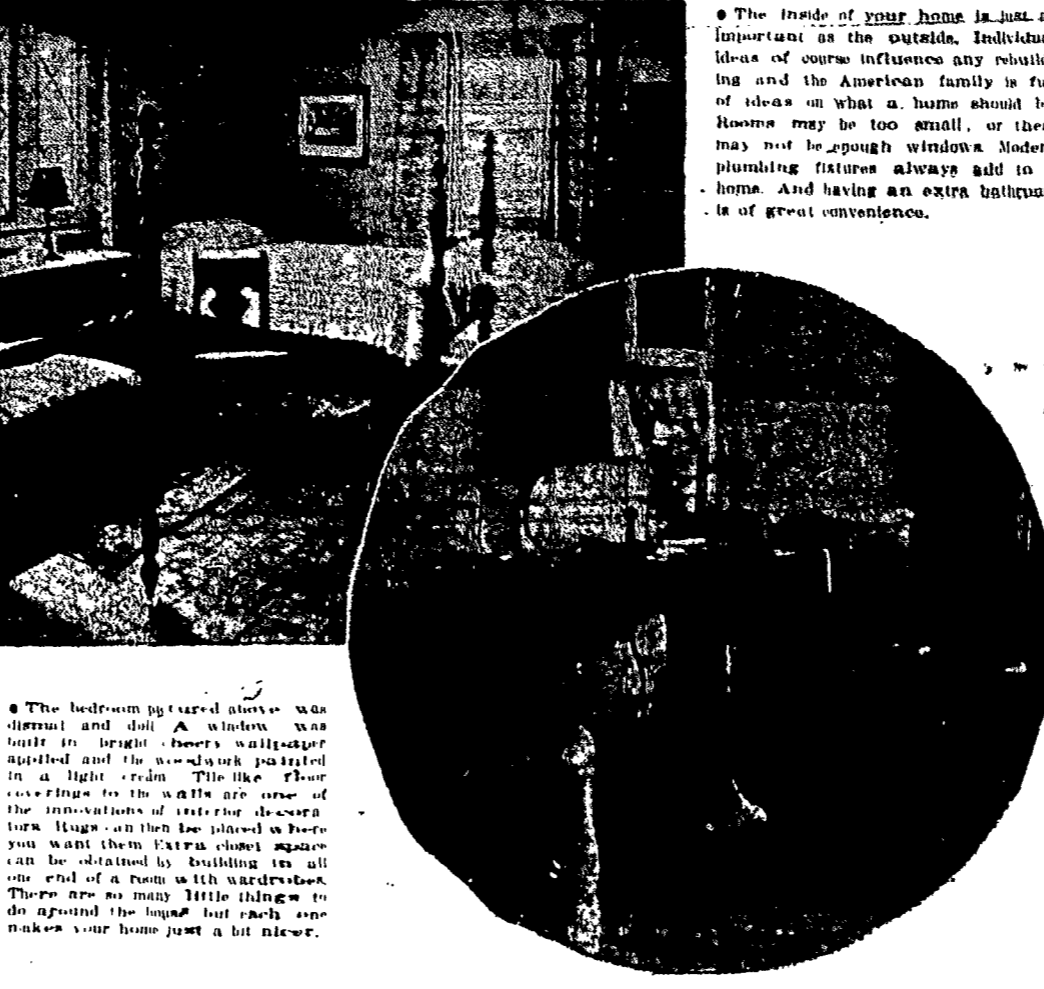 ● The inside of your home is just a
important as the outside. Individu
ideas of course influence any rebuil
ing and the American family is fu
of ideas on what a home should b
Rooms may be too small, or the
may not be enough windows. Moder
plumbing fixtures always add to
home. And having an extra bathroo
is of great convenience.
● The bedroom pictured above was
dismal and dull A window was
built in bright cheery wallpaper
applied and the woodwork painted
in a light cream Tile like floor
coverings to the walls are one of
the innovations of interior decora
tors Rugs can then be placed where
you want them Extra closet space
can be obtained by building in all
one end of a room with wardrobes.
There are so many little things to
do around the house but each one
makes your home just a bit nicer.